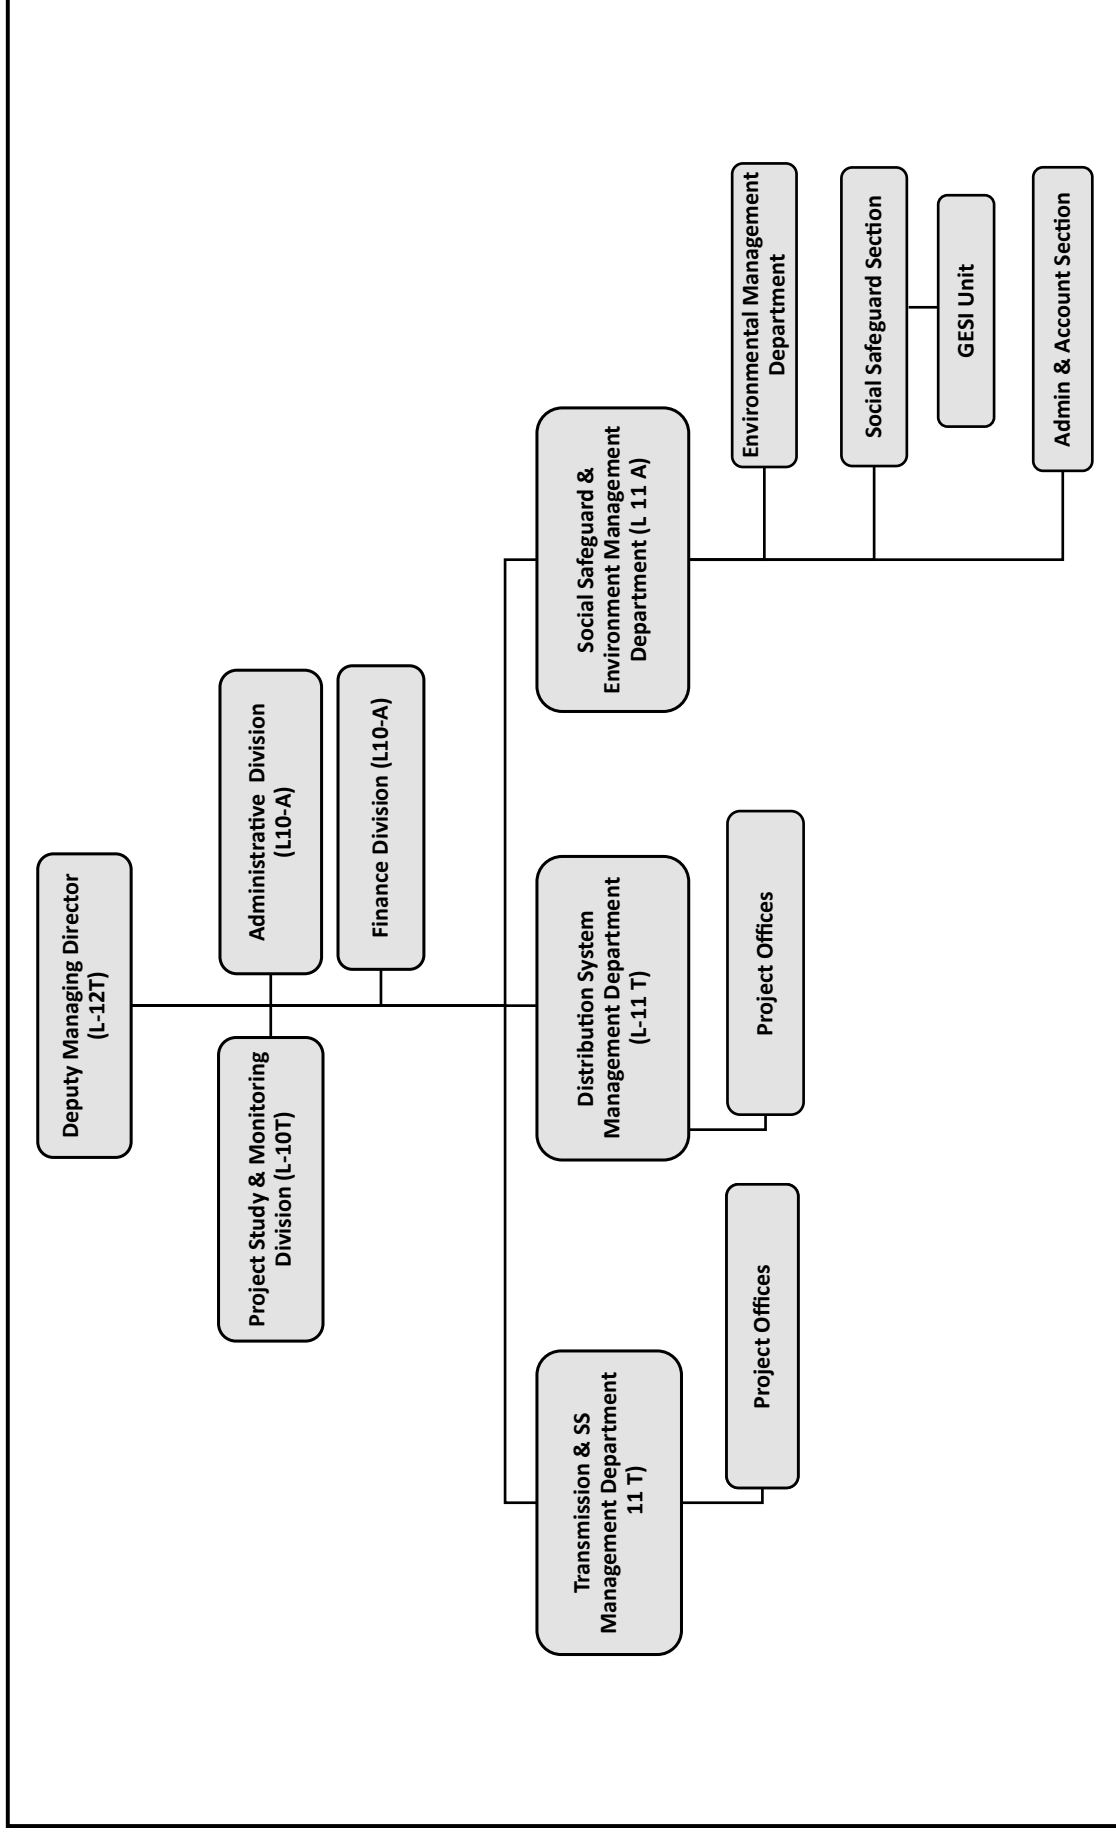 Deputy Managing Director
(L-12T)
Project Study & Monitoring
Division (L-10T)
Administrative Division
(L10-A)
Finance Division (L10-A)
Transmission & SS
Management Department
11 T)
Distribution System
Management Department
(L-11 T)
Social Safeguard &
Environment Management
Department (L 11 A)
Project Offices
Project Offices
Environmental Management
Department
Social Safeguard Section
GESI Unit
Admin & Account Section